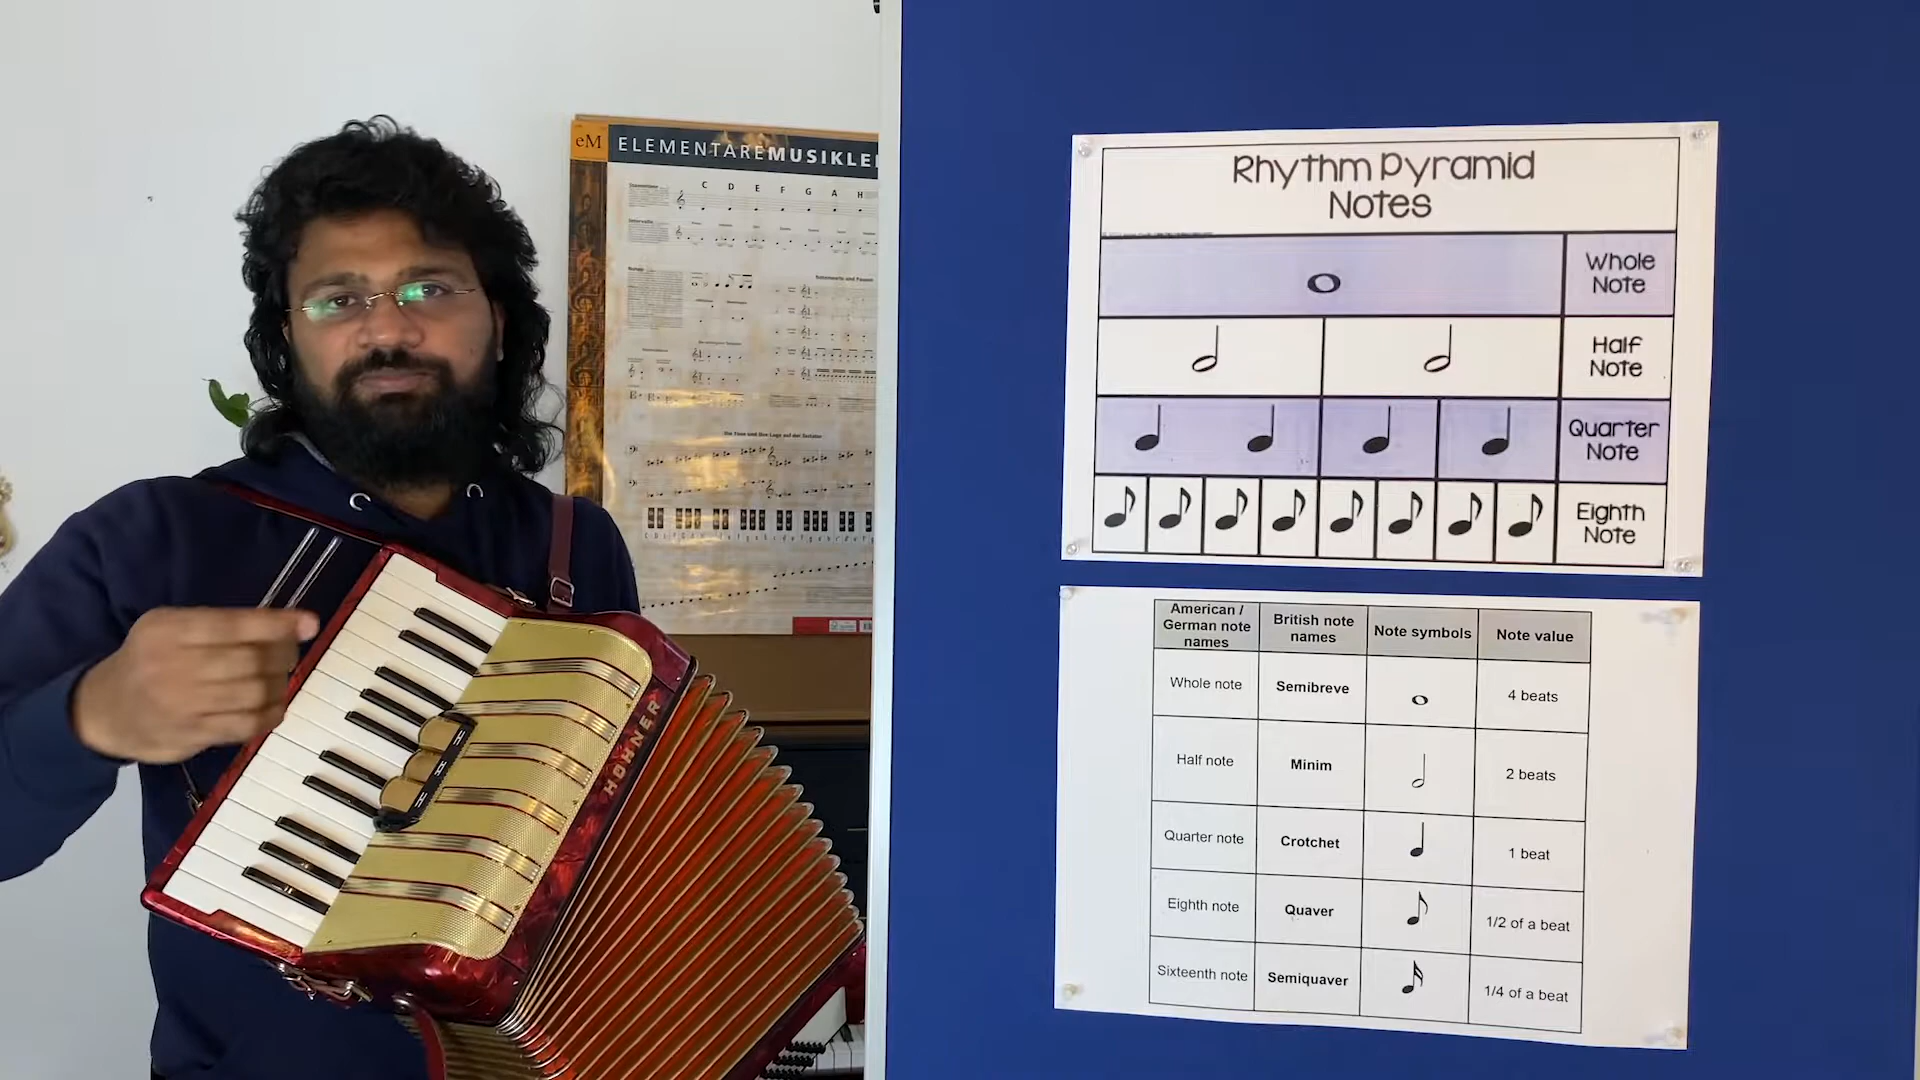 eM ELEMENTAREMUSIKLE
C D E F G A H
HOHNER
Rhythm Pyramid
Notes
Whole
Note
Half
Note
Quarter
Note
Eighth
Note
American /
German note
names
British note
names
Note symbols
Note value
Whole note
Semibreve
4 beats
Half note
Minim
2 beats
Quarter note
Crotchet
1 beat
Eighth note
Quaver
1/2 of a beat
Sixteenth note
Semiquaver
1/4 of a beat